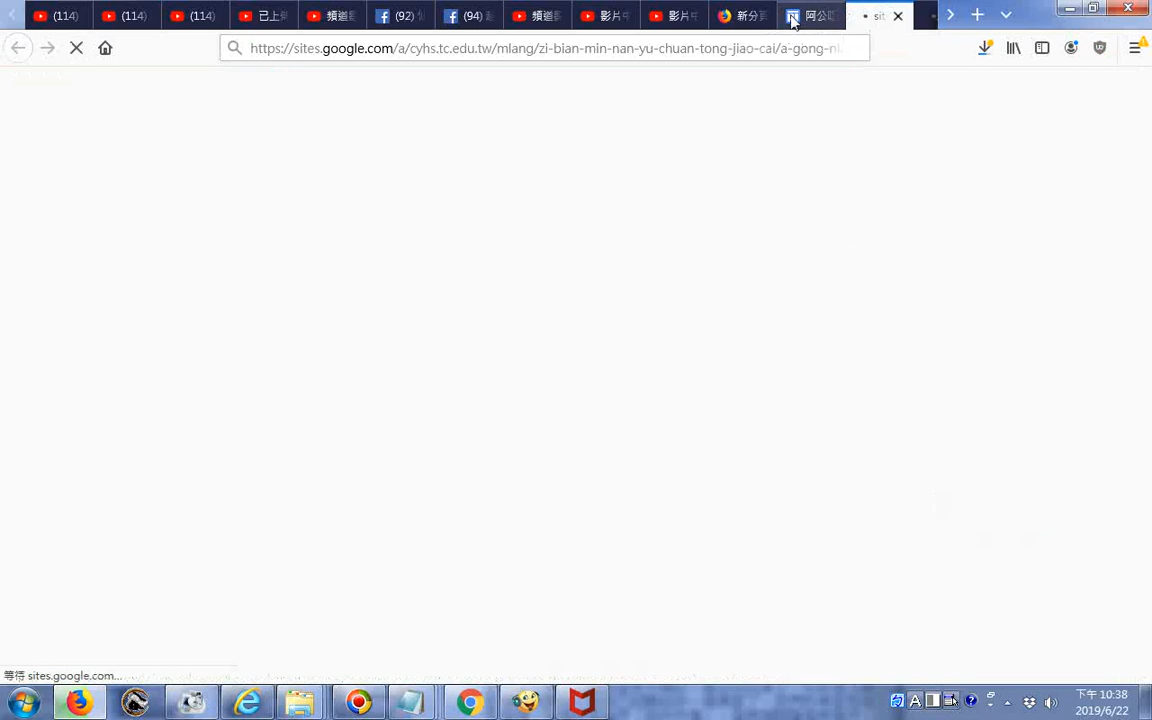 (114)
(114)
(114)
已上
頻道
(92)
(94)
頻道
影片
影片
新分頁
阿公
sit
https://sites.google.com/a/cyhs.tc.edu.tw/mlang/zi-bian-min-nan-yu-chuan-tong-jiao-cai/a-gong-n
等待 sites.google.com...
下午 10:38
2019/6/22